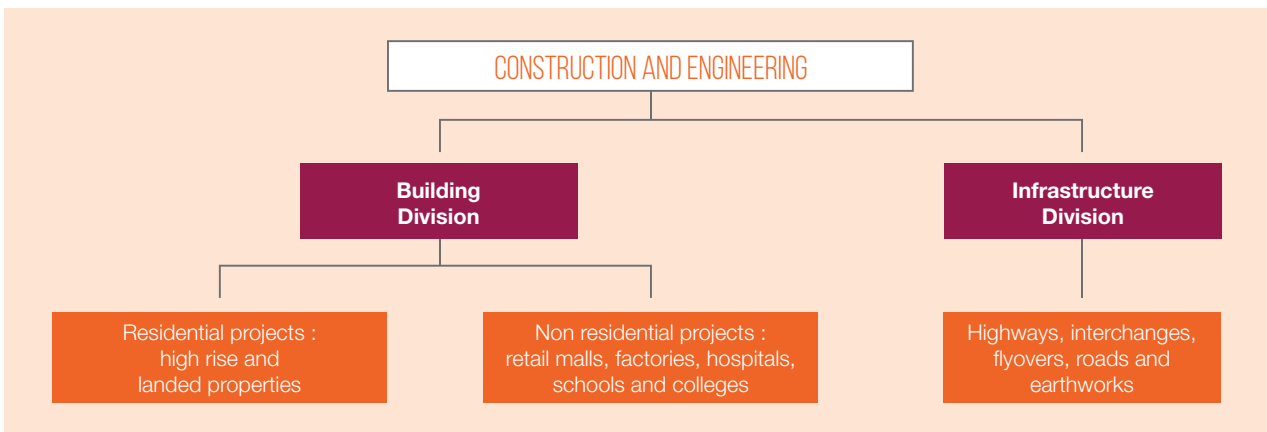 CONSTRUCTION AND ENGINEERING
Building
Division
Infrastructure
Division
Residential projects :
high rise and
landed properties
Non residential projects :
retail malls, factories, hospitals,
schools and colleges
Highways, interchanges,
flyovers, roads and
earthworks